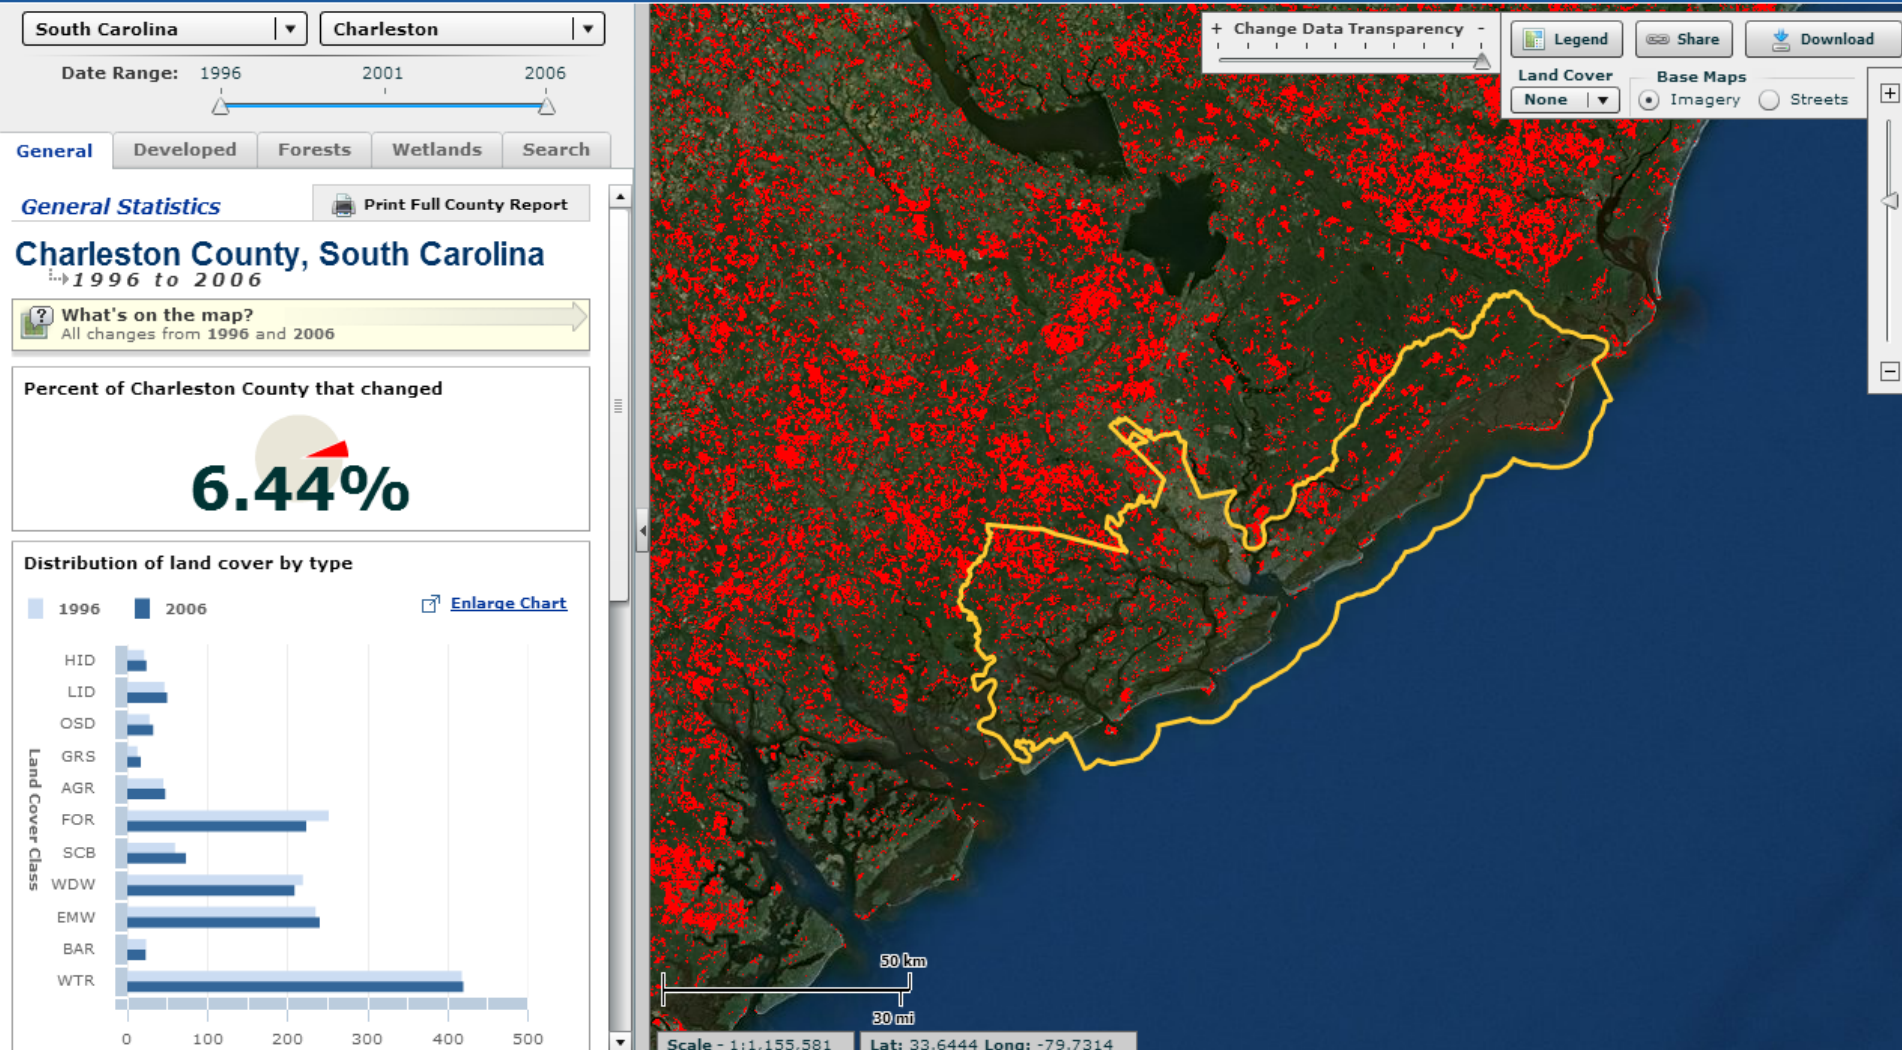 South Carolina
Charleston
Date Range: 1996 2001 2006
General Developed Forests Wetlands Search
General Statistics
Print Full County Report
Charleston County, South Carolina
1996 to 2006
What's on the map?
All changes from 1996 and 2006
Percent of Charleston County that changed
6.44%
Distribution of land cover by type
1996 2006
Enlarge Chart
Land Cover Class
HID
LID
OSD
GRS
AGR
FOR
SCB
WDW
EMW
BAR
WTR
0 100 200 300 400 500
+ Change Data Transparency -
Legend
Share
Download
Land Cover
None
Base Maps
Imagery Streets
50 km
30 mi
Scale - 1:1,155,581
Lat: 33.6444 Long: -79.7314